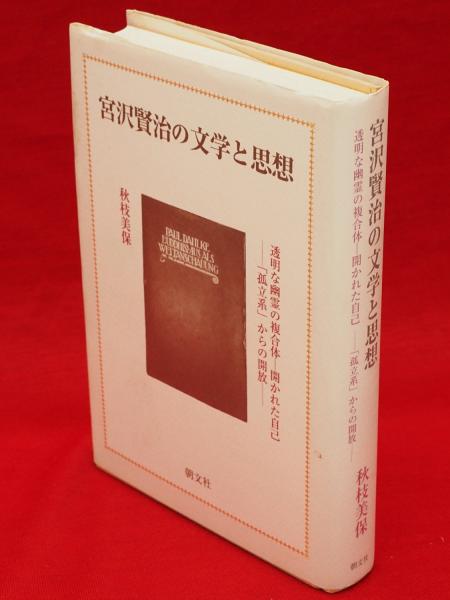 宮沢賢治の文学と思想
透明な幽霊の複合体―開かれた自己
――「孤立系」からの開放――
秋枝美保
PAUL DAHLKE
BUDDHISMUS ALS
WELTANSCHAUUNG
朝文社
宮沢賢治の文学と思想
透明な幽霊の複合体―開かれた自己――「孤立系」からの開放―
秋枝美保
朝文社